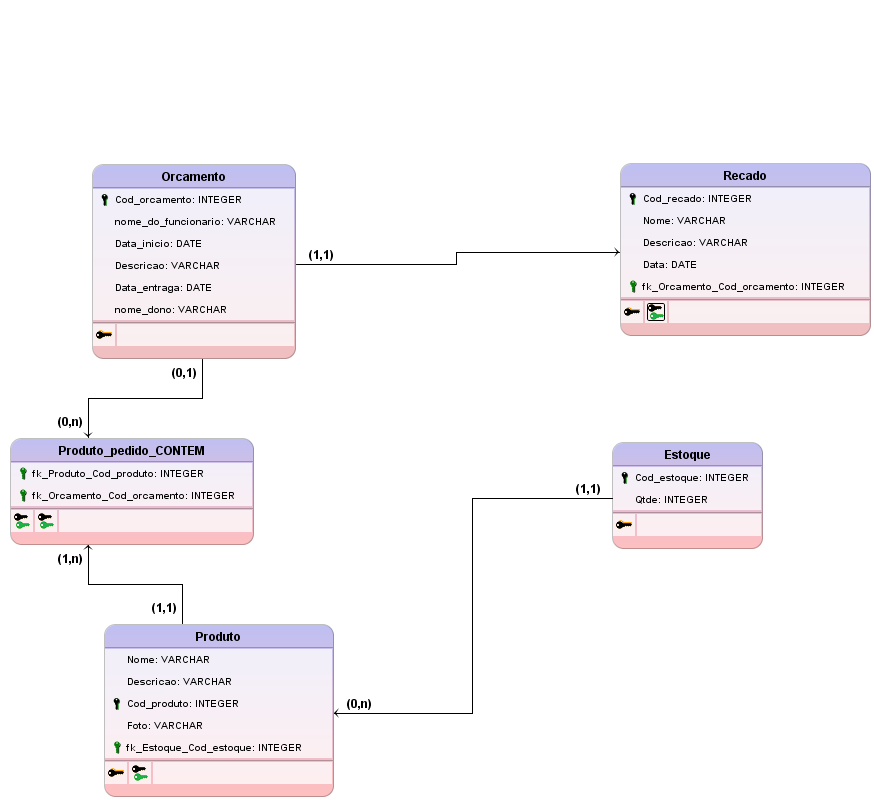 Orcamento
Cod_orcamento: INTEGER
nome_do_funcionario: VARCHAR
Data_inicio: DATE
Descricao: VARCHAR
Data_entraga: DATE
nome_dono: VARCHAR
(1,1)
Recado
Cod_recado: INTEGER
Nome: VARCHAR
Descricao: VARCHAR
Data: DATE
fk_Orcamento_Cod_orcamento: INTEGER
(0,1)
(0,n)
Produto_pedido_CONTEM
fk_Produto_Cod_produto: INTEGER
fk_Orcamento_Cod_orcamento: INTEGER
Estoque
Cod_estoque: INTEGER
Qtde: INTEGER
(1,1)
(1,n)
(1,1)
Produto
Nome: VARCHAR
Descricao: VARCHAR
Cod_produto: INTEGER
Foto: VARCHAR
fk_Estoque_Cod_estoque: INTEGER
(0,n)